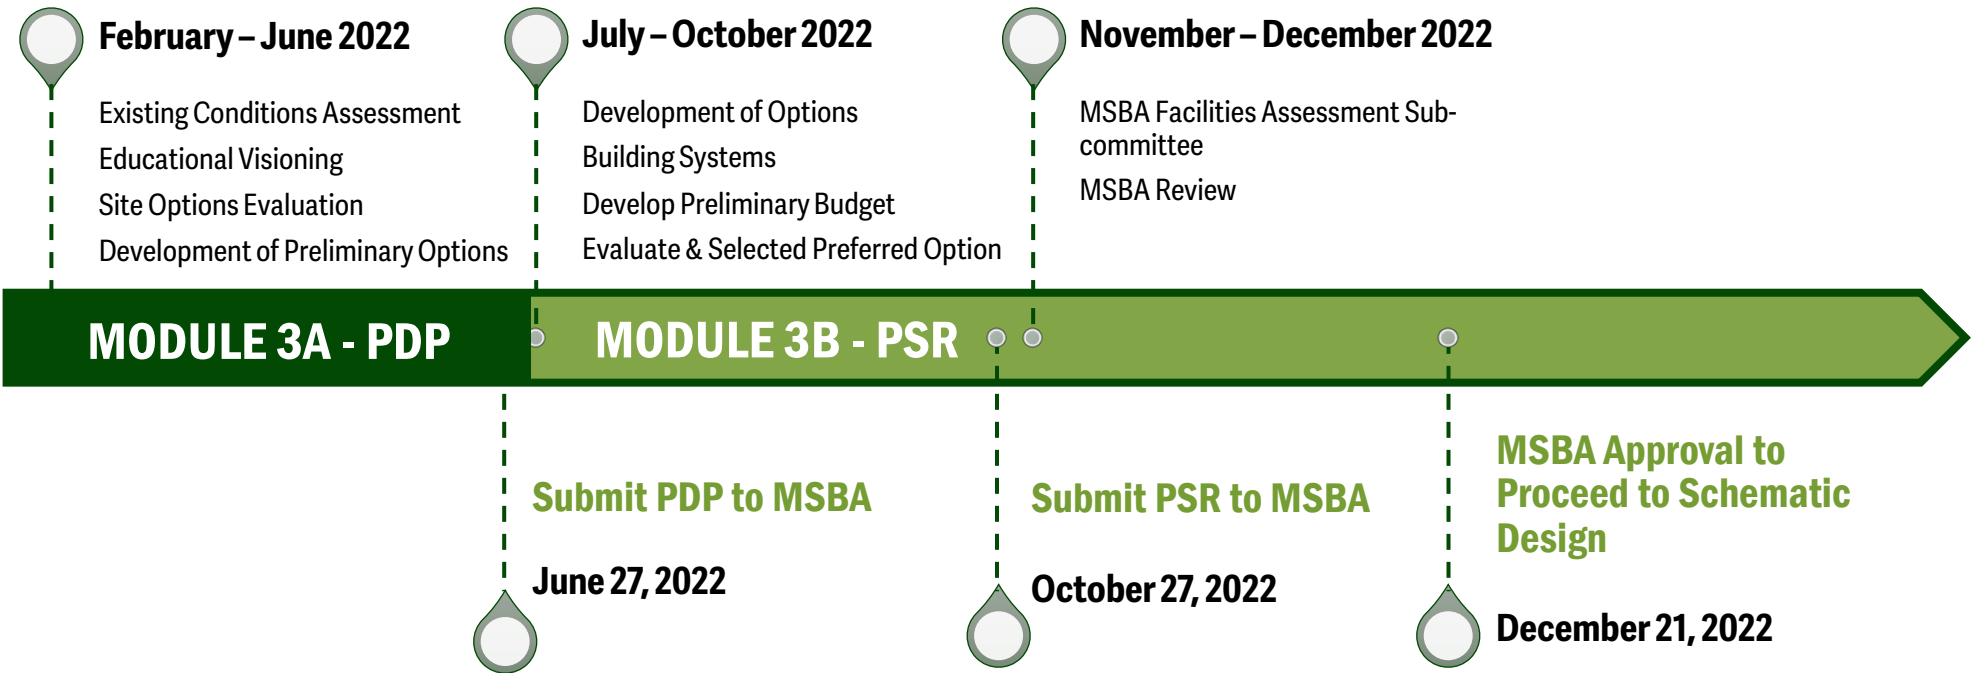 February – June 2022
Existing Conditions Assessment
Educational Visioning
Site Options Evaluation
Development of Preliminary Options
July – October 2022
Development of Options
Building Systems
Develop Preliminary Budget
Evaluate & Selected Preferred Option
November – December 2022
MSBA Facilities Assessment Sub-
committee
MSBA Review
MODULE 3A - PDP
MODULE 3B - PSR
Submit PDP to MSBA
June 27, 2022
Submit PSR to MSBA
October 27, 2022
MSBA Approval to
Proceed to Schematic
Design
December 21, 2022